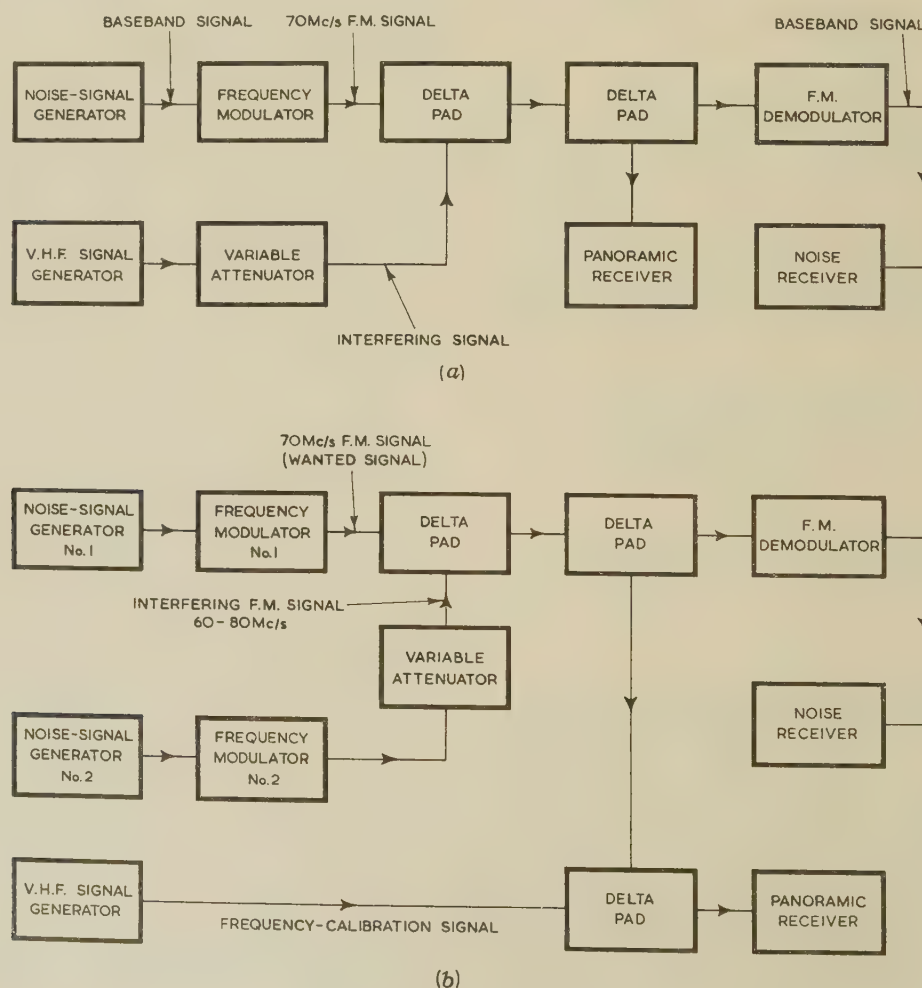 BASEBAND SIGNAL
70Mc/s F.M. SIGNAL
BASEBAND SIGNAL
NOISE-SIGNAL
GENERATOR
FREQUENCY
MODULATOR
DELTA
PAD
DELTA
PAD
F.M.
DEMODULATOR
V.H.F. SIGNAL
GENERATOR
VARIABLE
ATTENUATOR
PANORAMIC
RECEIVER
NOISE
RECEIVER
INTERFERING SIGNAL
(a)
70Mc/s F.M. SIGNAL
(WANTED SIGNAL)
NOISE-SIGNAL
GENERATOR
No.1
FREQUENCY
MODULATOR
No.1
DELTA
PAD
DELTA
PAD
F.M.
DEMODULATOR
INTERFERING F.M. SIGNAL
60-80Mc/s
VARIABLE
ATTENUATOR
NOISE-SIGNAL
GENERATOR
No.2
FREQUENCY
MODULATOR
No.2
NOISE
RECEIVER
V.H.F. SIGNAL
GENERATOR
FREQUENCY-CALIBRATION SIGNAL
DELTA
PAD
PANORAMIC
RECEIVER
(b)